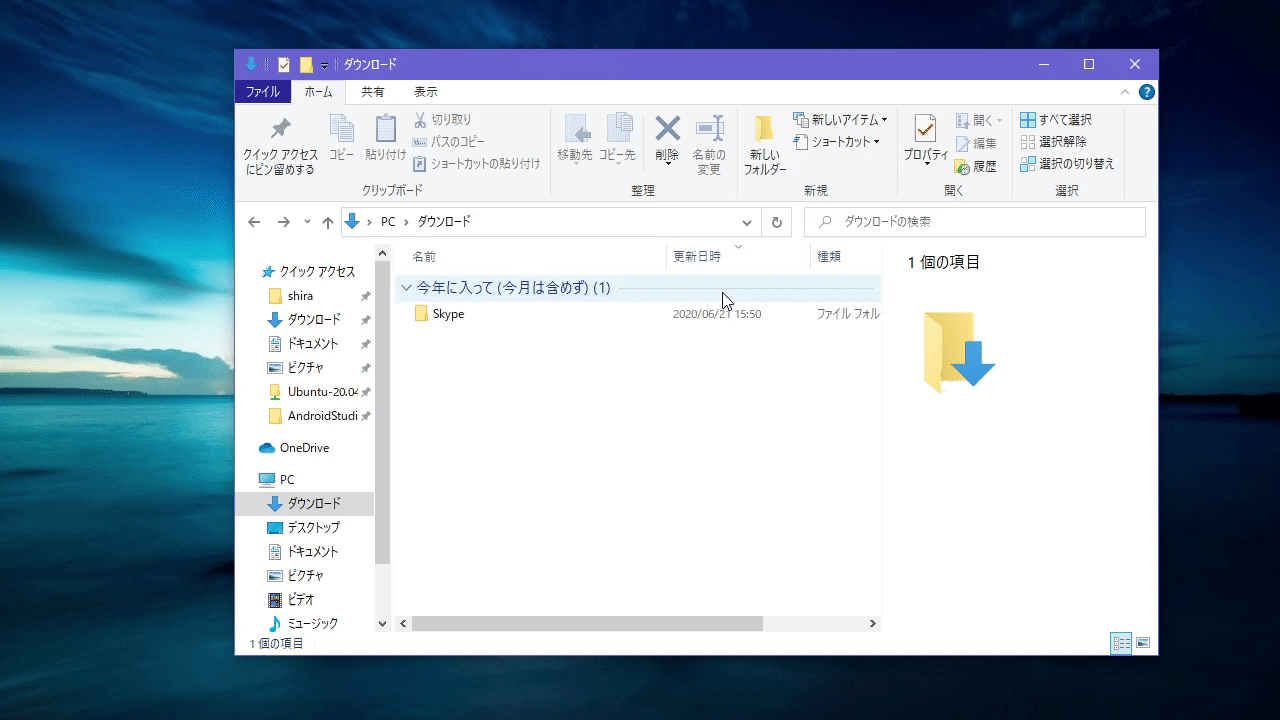 ダウンロード
ファイル ホーム 共有 表示
クイック アクセス
にピン留めする
コピー
貼り付け
切り取り
パスのコピー
ショートカットの貼り付け
クリップボード
移動先
コピー先
削除
名前の
変更
整理
新しい
フォルダー
新しいアイテム
ショートカット
新規
プロパティ
開く
編集
履歴
開く
すべて選択
選択解除
選択の切り替え
選択
PC ダウンロード
ダウンロードの検索
クイック アクセス
shira
ダウンロード
ドキュメント
ピクチャ
Ubuntu-20.04
AndroidStudi
OneDrive
PC
ダウンロード
デスクトップ
ドキュメント
ピクチャ
ビデオ
ミュージック
名前 更新日時 種類
今年に入って (今月は含めず) (1)
Skype 2020/06/21 15:50 ファイル フォル
1 個の項目
1 個の項目